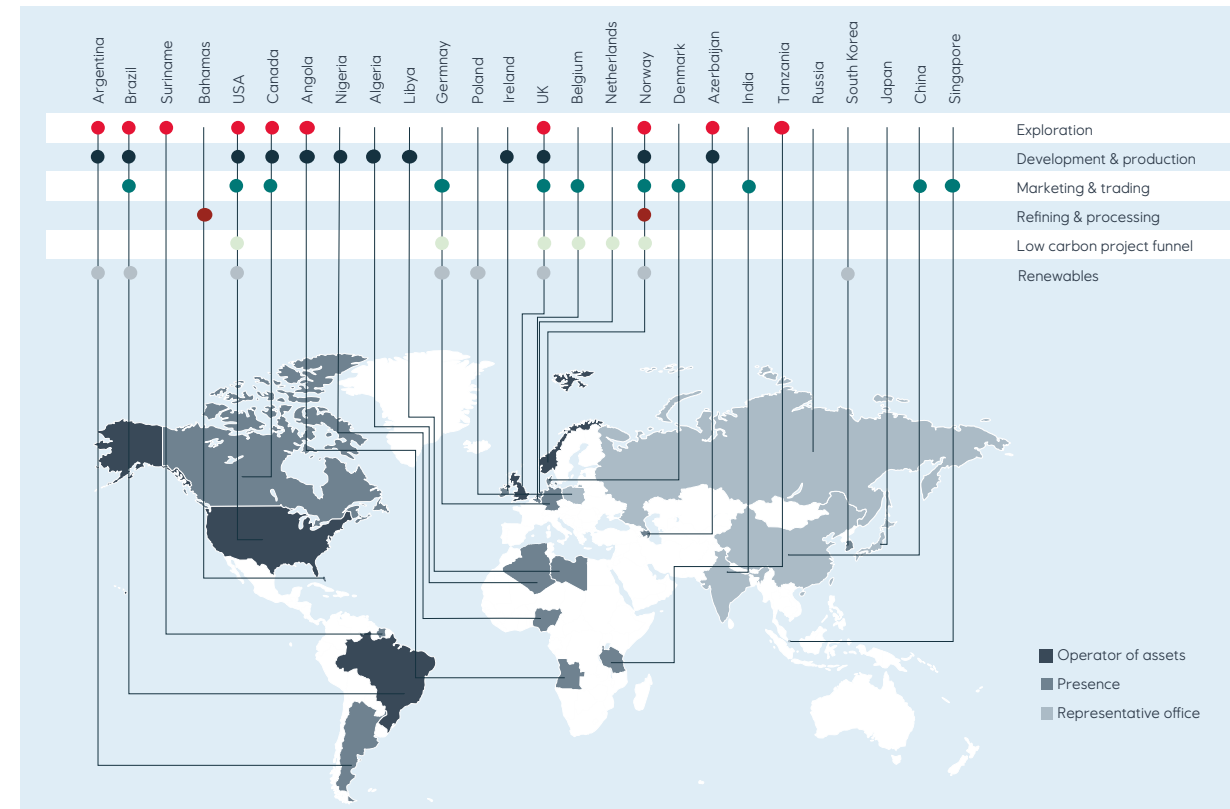 Argentina
Brazil
Suriname
Bahamas
USA
Canada
Angola
Nigeria
Algeria
Libya
Germnay
Poland
Ireland
UK
Belgium
Netherlands
Norway
Denmark
Azerbaijan
India
Tanzania
Russia
South Korea
Japan
China
Singapore
Exploration
Development & production
Marketing & trading
Refining & processing
Low carbon project funnel
Renewables
Operator of assets
Presence
Representative office